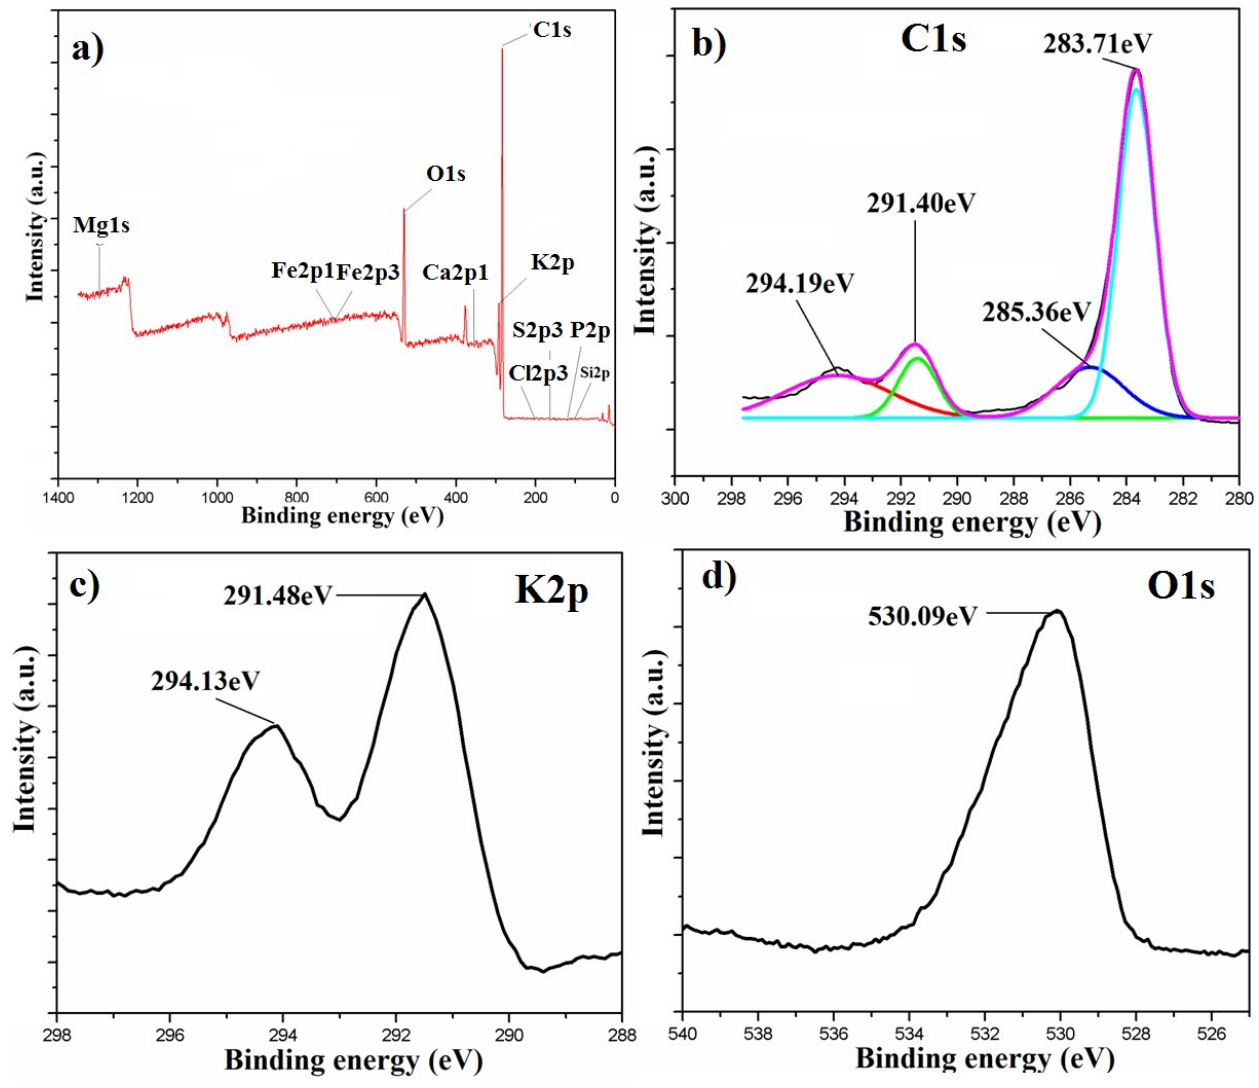 a)
C1s
O1s
Mg1s
Fe2p1 Fe2p3 Ca2p1 K2p
S2p3 P2p
Cl2p3 Si2p
Intensity (a.u.)
1400 1200 1000 800 600 400 200 0
Binding energy (eV)
b)
C1s
283.71eV
291.40eV
294.19eV
285.36eV
Intensity (a.u.)
300 298 296 294 292 290 288 286 284 282 280
Binding energy (eV)
c)
K2p
291.48eV
294.13eV
Intensity (a.u.)
298 296 294 292 290 288
Binding energy (eV)
d)
O1s
530.09eV
Intensity (a.u.)
540 538 536 534 532 530 528 526
Binding energy (eV)